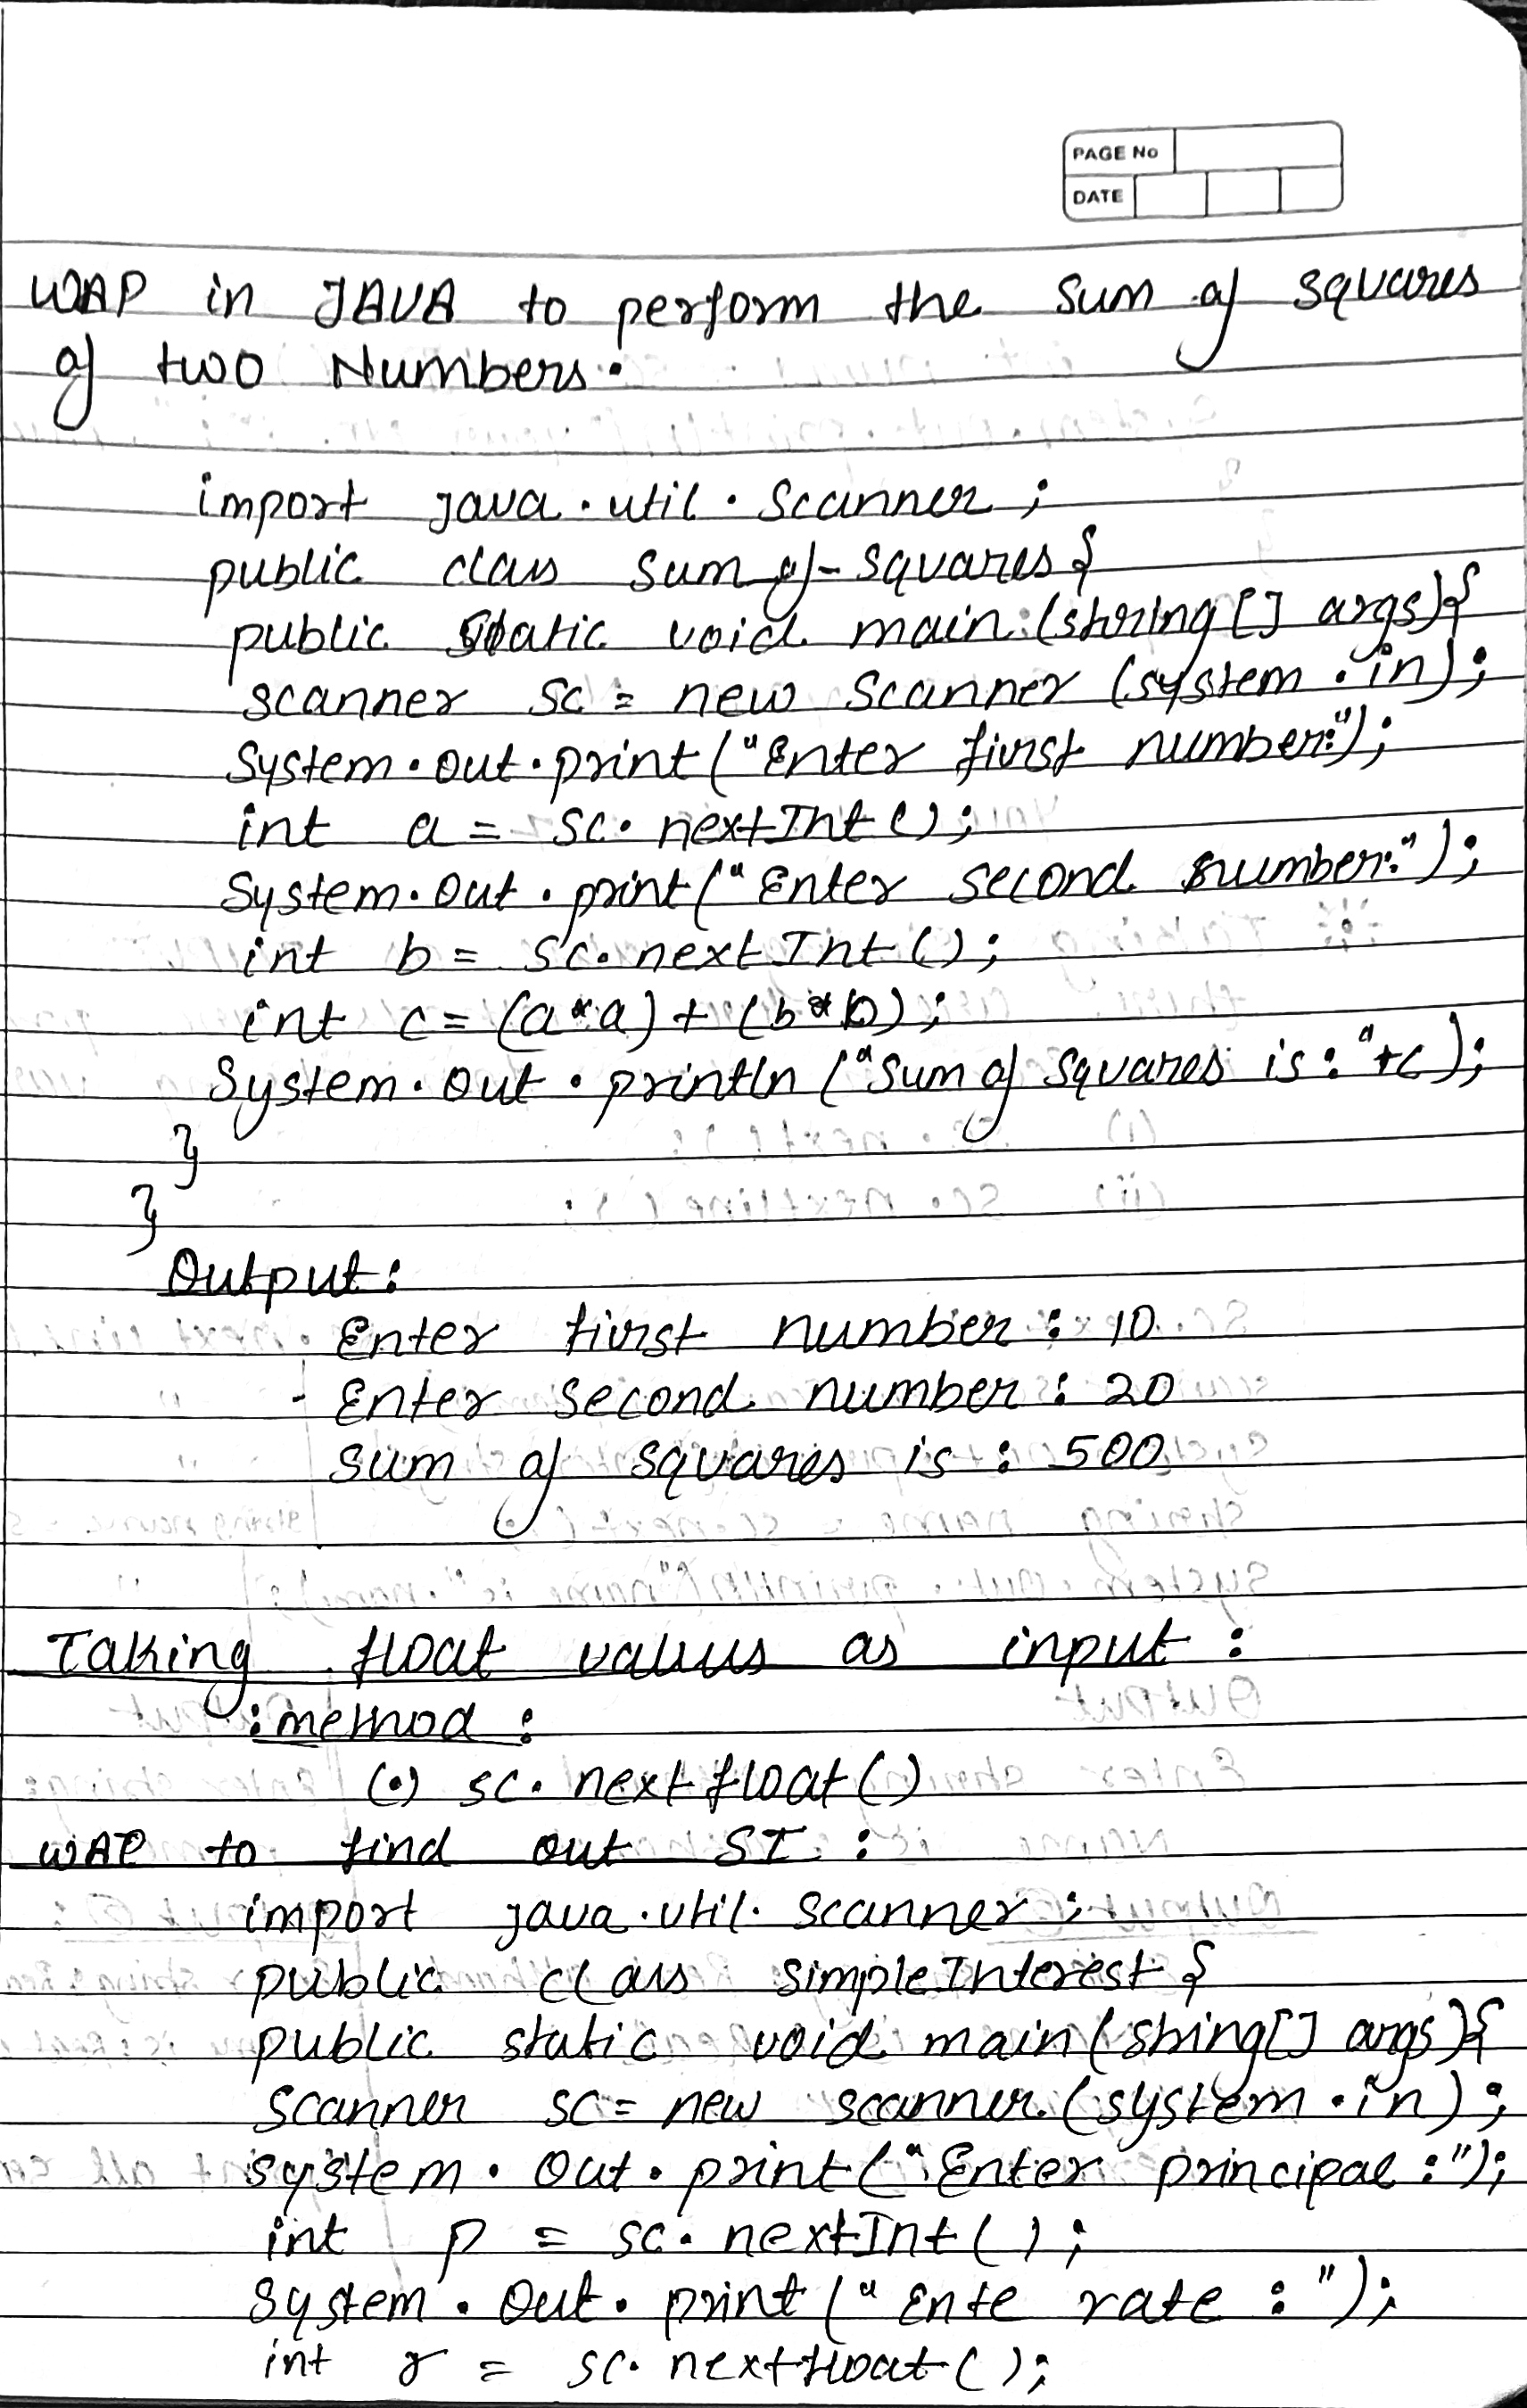 PAGE No
DATE
WAP in JAVA to perform the sum of squares
of two Numbers.
import java.util.Scanner;
public class sum_of-squares{
public static void main(string[] args){
scanner sc = new Scanner (system.in);
System.out.print("Enter first number:");
int a = sc.nextInt();
System.out.print("Enter second number:");
int b = sc.nextInt();
int c = (a*a) + (b*b);
System.out.println("Sum of squares is: "+c);
}
}
Output:
Enter first number : 10
Enter second number : 20
sum of squares is : 500
Taking float values as input :
:method :
(•) sc.nextfloat()
WAP to find out SI :
import java.util.scanner;
public class simpleInterest{
public static void main(string[] args){
scanner sc = new scanner(system.in);
system.out.print("Enter principal :");
int p = sc.nextInt();
System.out.print("Ente rate : ");
int r = sc.nextfloat();